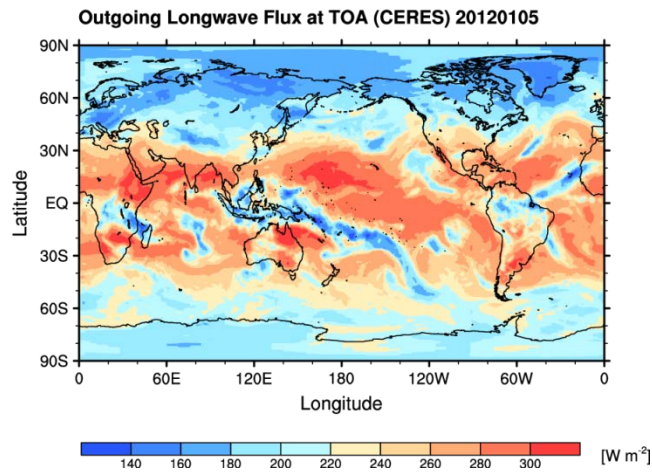 Outgoing Longwave Flux at TOA (CERES) 20120105
90N
60N
30N
EQ
30S
60S
90S
Latitude
0 60E 120E 180 120W 60W 0
Longitude
140 160 180 200 220 240 260 280 300
[W m-2]